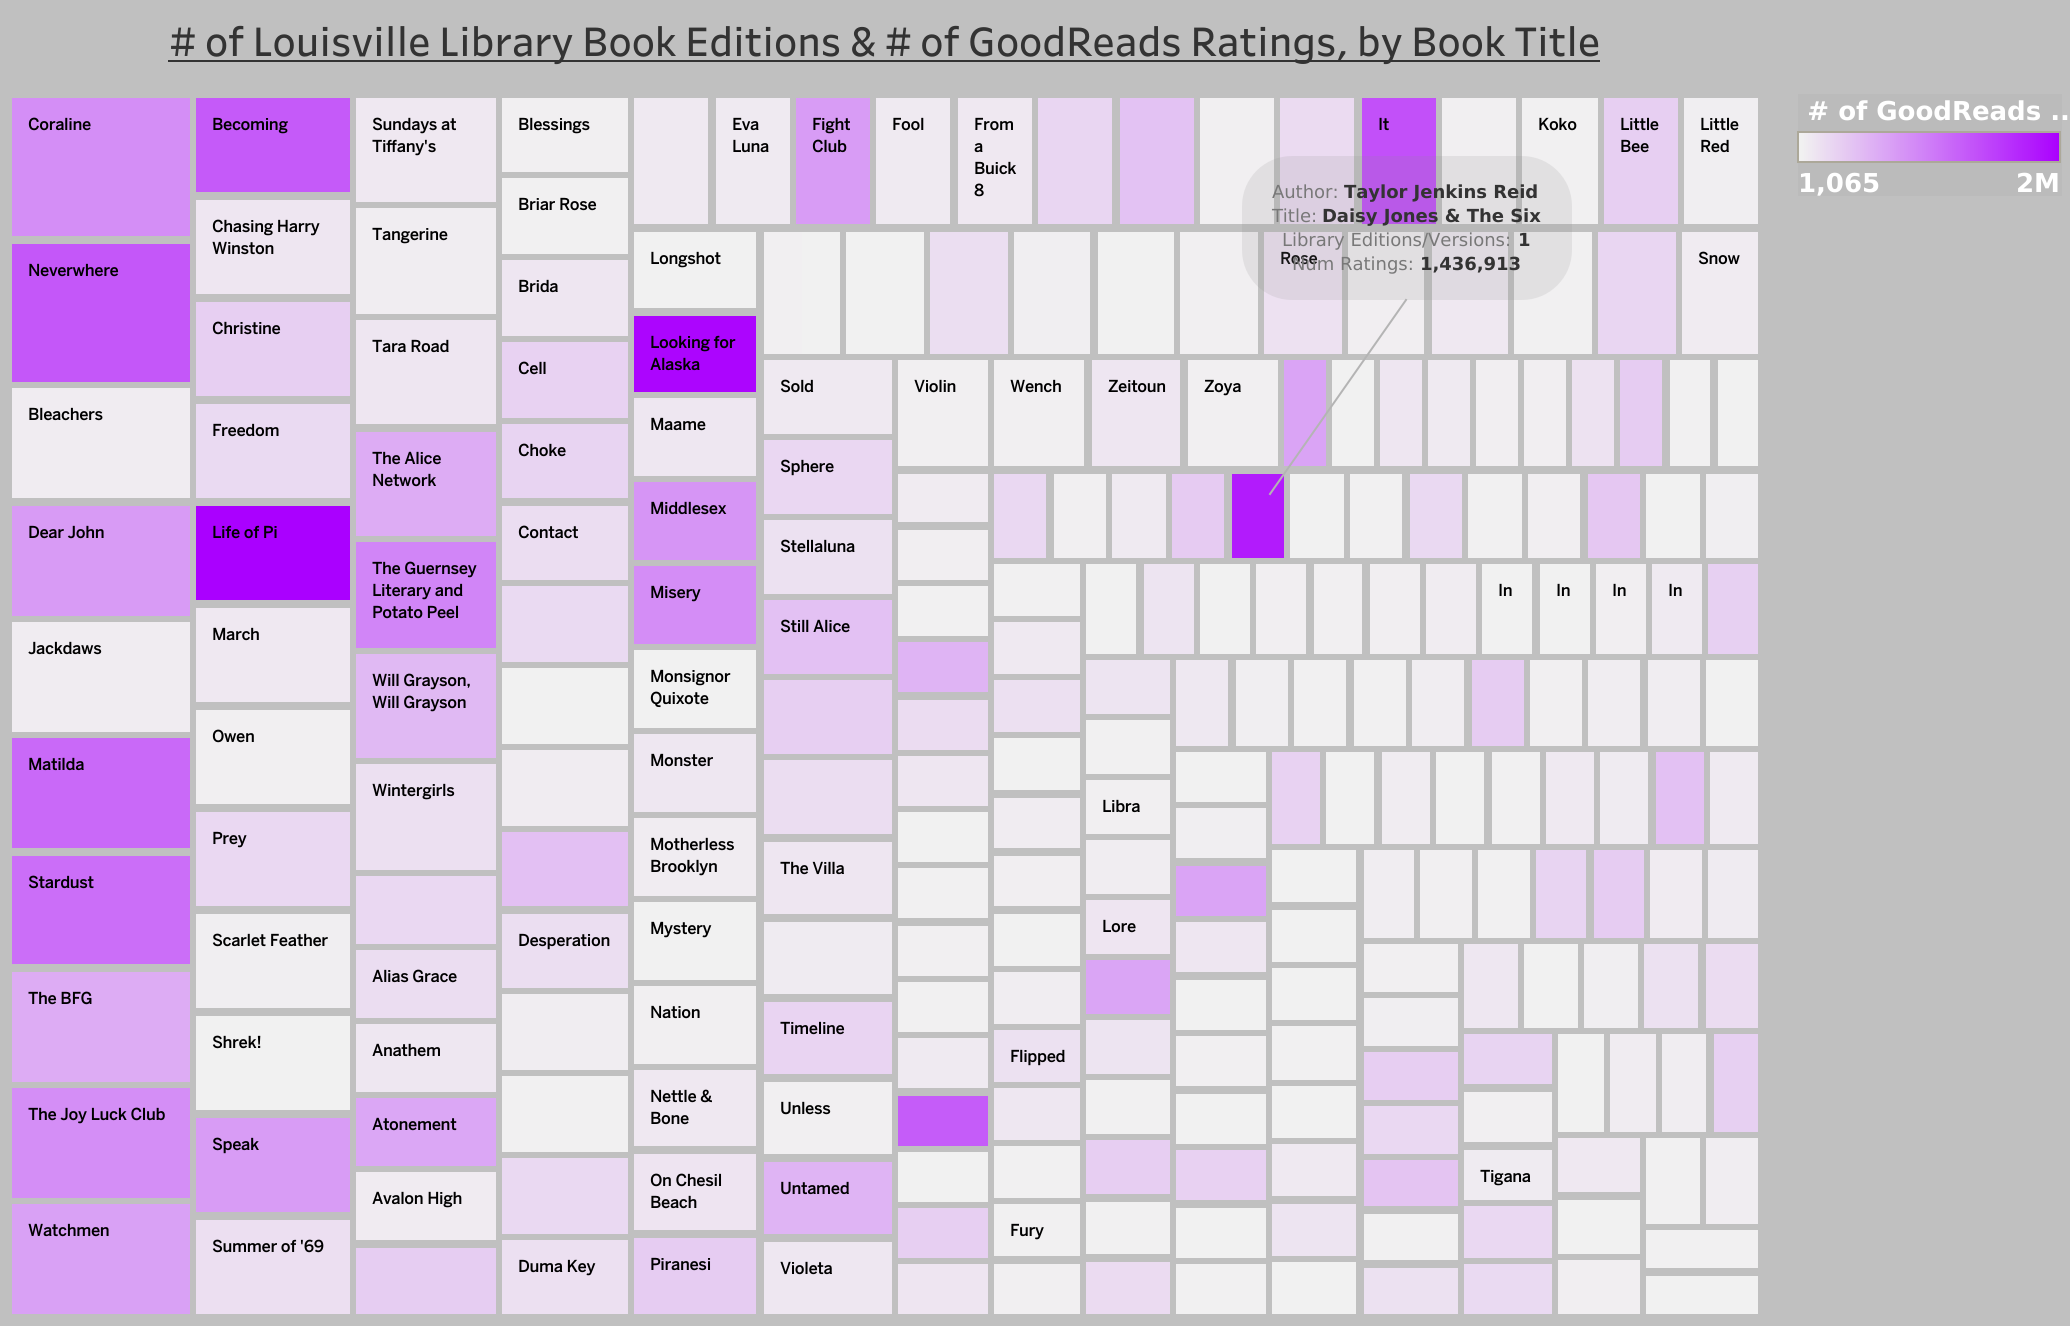 # of Louisville Library Book Editions & # of GoodReads Ratings, by Book Title
# of GoodReads ..
1,065 2M
Coraline
Neverwhere
Bleachers
Dear John
Jackdaws
Matilda
Stardust
The BFG
The Joy Luck Club
Watchmen
Becoming
Chasing Harry
Winston
Christine
Freedom
Life of Pi
March
Owen
Prey
Scarlet Feather
Shrek!
Speak
Summer of '69
Sundays at
Tiffany's
Tangerine
Tara Road
The Alice
Network
The Guernsey
Literary and
Potato Peel
Will Grayson,
Will Grayson
Wintergirls
Alias Grace
Anathem
Atonement
Avalon High
Blessings
Briar Rose
Brida
Cell
Choke
Contact
Desperation
Duma Key
Eva
Luna
Fight
Club
Fool
From
a
Buick
8
It
Koko
Little
Bee
Little
Red
Author: Taylor Jenkins Reid
Title: Daisy Jones & The Six
Library Editions/Versions: 1
Num Ratings: 1,436,913
Longshot
Looking for
Alaska
Maame
Middlesex
Misery
Monsignor
Quixote
Monster
Motherless
Brooklyn
Mystery
Nation
Nettle &
Bone
On Chesil
Beach
Piranesi
Rose
Snow
Sold
Sphere
Stellaluna
Still Alice
The Villa
Timeline
Unless
Untamed
Violeta
Violin
Wench
Zeitoun
Zoya
In
In
In
In
Libra
Lore
Flipped
Fury
Tigana